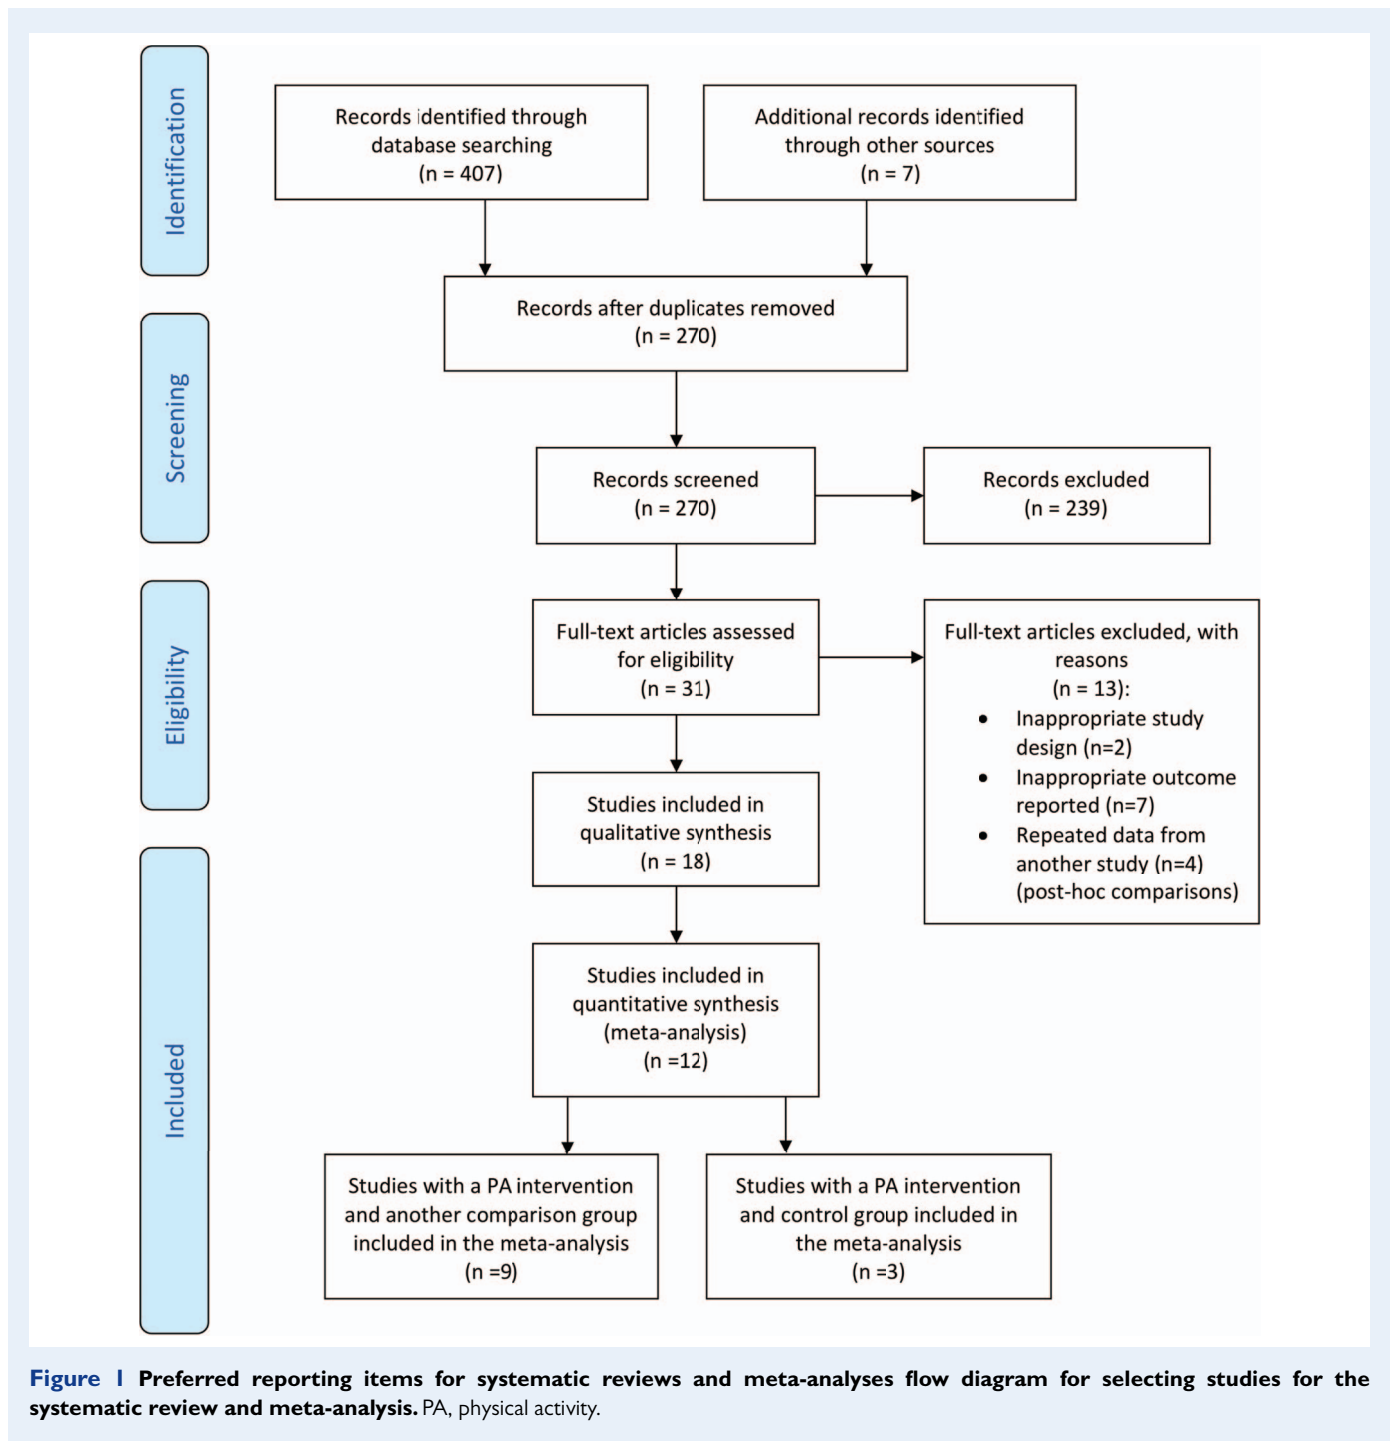 Identification
Records identified through
database searching
(n = 407)
Additional records identified
through other sources
(n = 7)
Records after duplicates removed
(n = 270)
Screening
Records screened
(n = 270)
Records excluded
(n = 239)
Eligibility
Full-text articles assessed
for eligibility
(n = 31)
Full-text articles excluded, with
reasons
(n = 13):
• Inappropriate study
design (n=2)
• Inappropriate outcome
reported (n=7)
• Repeated data from
another study (n=4)
(post-hoc comparisons)
Studies included in
qualitative synthesis
(n = 18)
Included
Studies included in
quantitative synthesis
(meta-analysis)
(n =12)
Studies with a PA intervention
and another comparison group
included in the meta-analysis
(n =9)
Studies with a PA intervention
and control group included in
the meta-analysis
(n =3)
Figure 1 Preferred reporting items for systematic reviews and meta-analyses flow diagram for selecting studies for the
systematic review and meta-analysis. PA, physical activity.